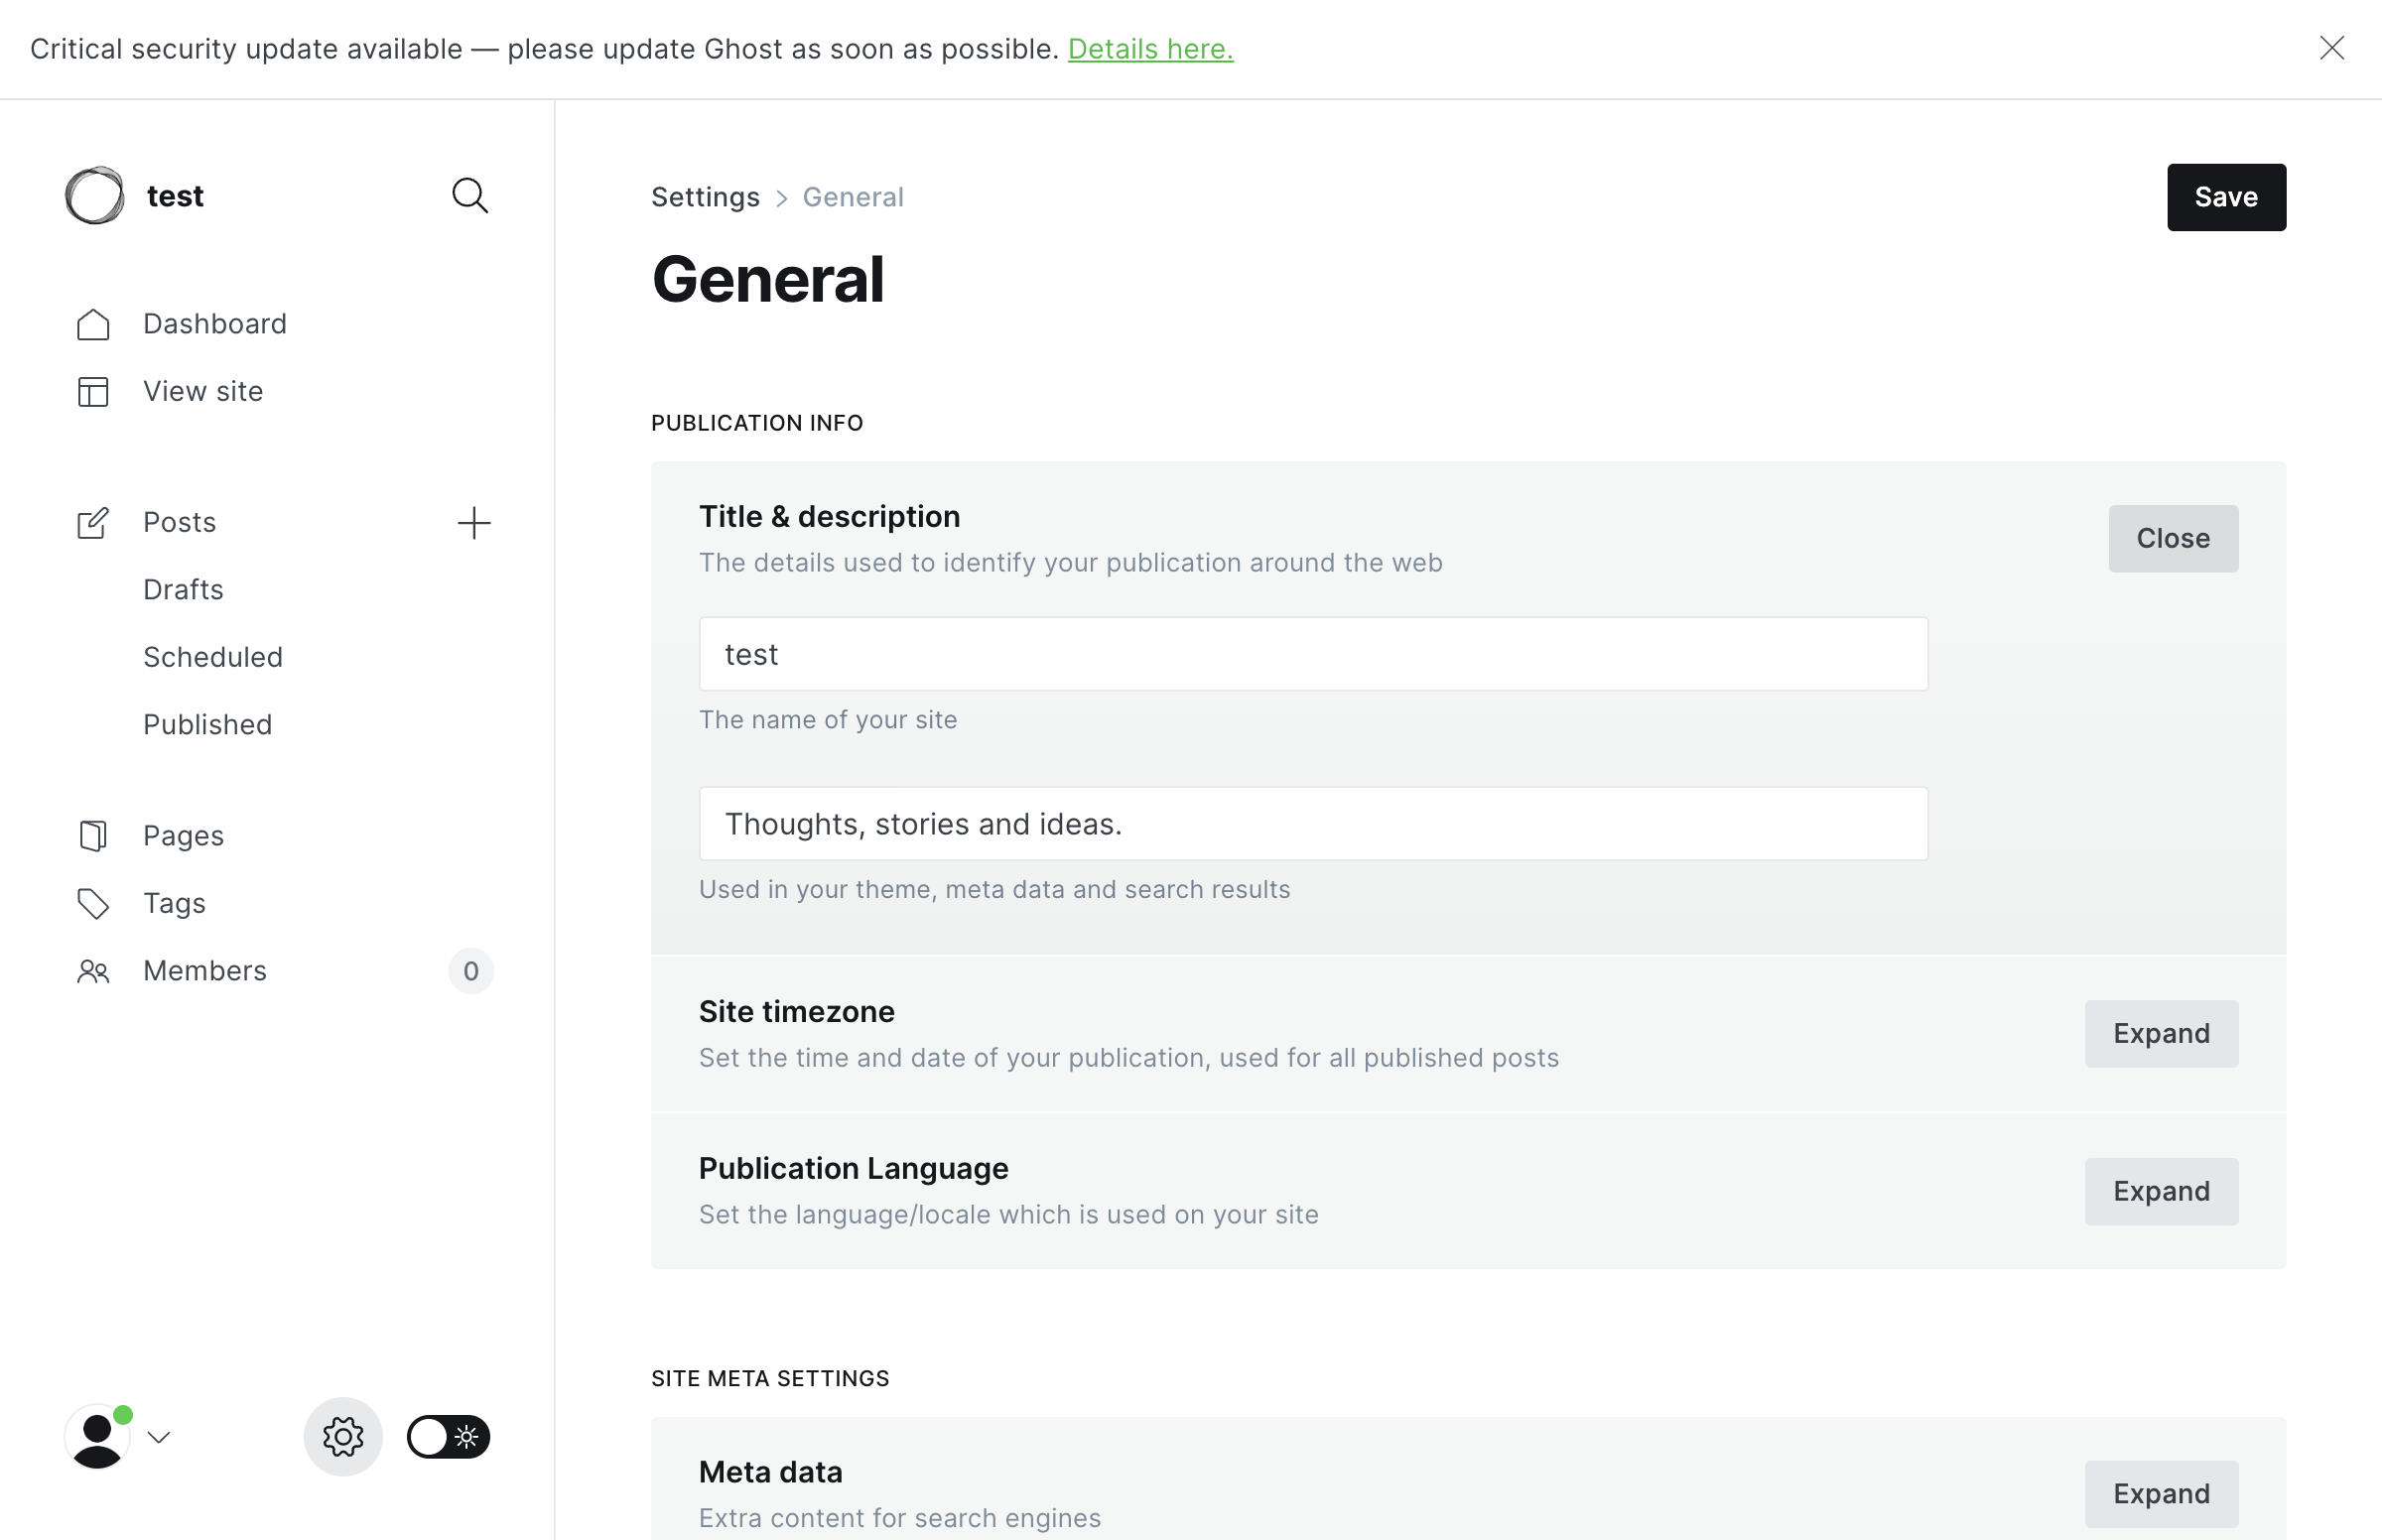 Critical security update available — please update Ghost as soon as possible. Details here.
test
Dashboard
View site
Posts
Drafts
Scheduled
Published
Pages
Tags
Members 0
Settings > General
Save
General
PUBLICATION INFO
Title & description
The details used to identify your publication around the web
Close
test
The name of your site
Thoughts, stories and ideas.
Used in your theme, meta data and search results
Site timezone
Set the time and date of your publication, used for all published posts
Expand
Publication Language
Set the language/locale which is used on your site
Expand
SITE META SETTINGS
Meta data
Extra content for search engines
Expand